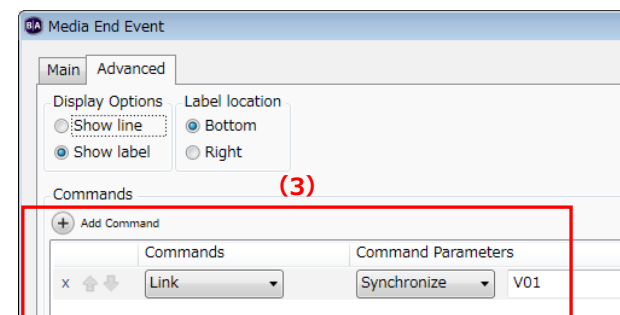 BA Media End Event
Main Advanced
Display Options Label location
Show line Bottom
Show label Right
(3)
Commands
+ Add Command
Commands Command Parameters
x Link Synchronize V01